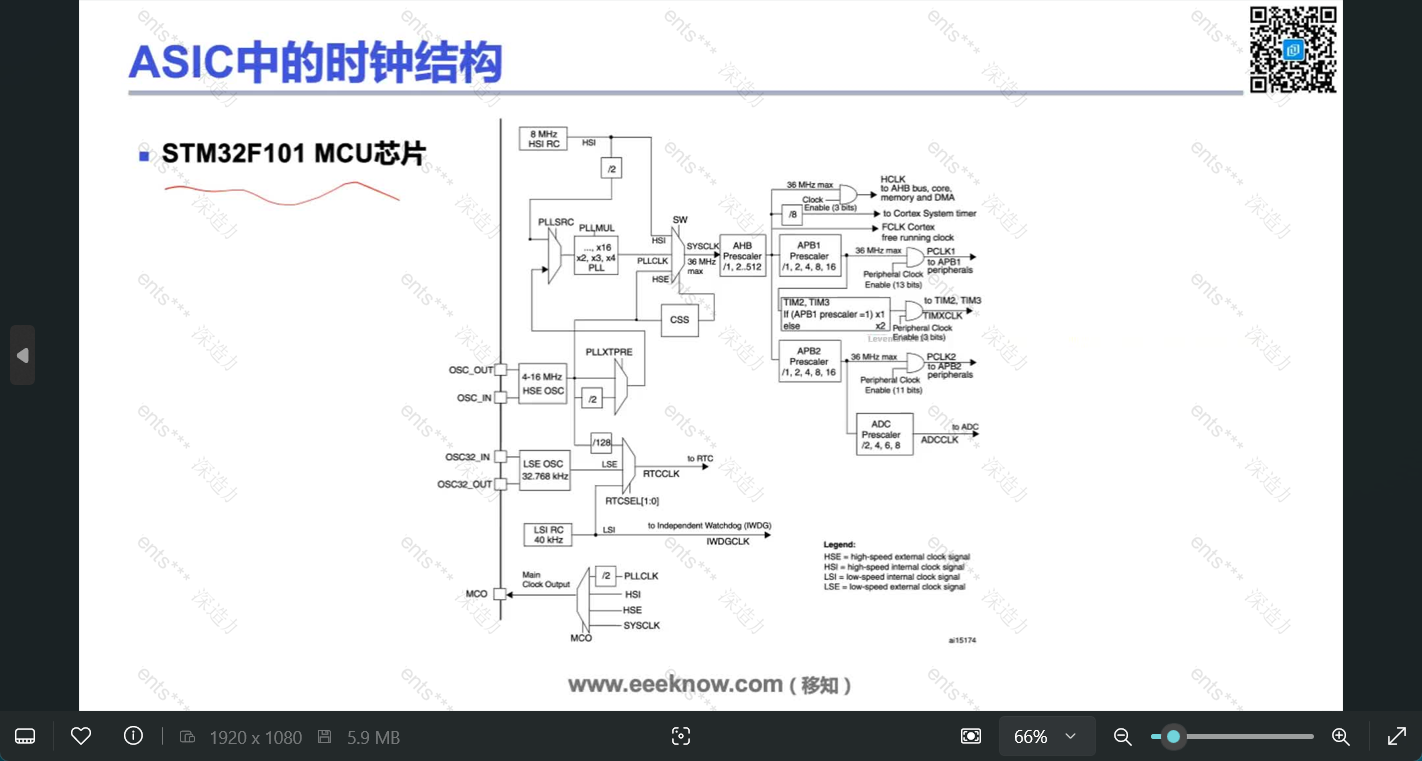 ASIC中的时钟结构
STM32F101 MCU芯片
8 MHz
HSI RC
HSI
/2
36 MHz max
Clock
Enable (3 bits)
HCLK
to AHB bus, core,
memory and DMA
/8
to Cortex System timer
FCLK Cortex
free running clock
PLLSRC
PLLMUL
..., x16
x2, x3, x4
PLL
SW
HSI
PLLCLK
HSE
SYSCLK
36 MHz
max
AHB
Prescaler
/1, 2..512
APB1
Prescaler
/1, 2, 4, 8, 16
36 MHz max
PCLK1
to APB1
peripherals
Peripheral Clock
Enable (13 bits)
TIM2, TIM3
If (APB1 prescaler =1) x1
else x2
to TIM2, TIM3
TIMXCLK
Peripheral Clock
Enable (3 bits)
CSS
APB2
Prescaler
/1, 2, 4, 8, 16
36 MHz max
PCLK2
to APB2
peripherals
Peripheral Clock
Enable (11 bits)
PLLXTPRE
OSC_OUT
OSC_IN
4-16 MHz
HSE OSC
/2
ADC
Prescaler
/2, 4, 6, 8
to ADC
ADCCLK
/128
OSC32_IN
OSC32_OUT
LSE OSC
32.768 kHz
LSE
to RTC
RTCCLK
RTCSEL[1:0]
LSI RC
40 kHz
LSI
to Independent Watchdog (IWDG)
IWDGCLK
Main
Clock Output
MCO
/2
PLLCLK
HSI
HSE
SYSCLK
MCO
Legend:
HSE = high-speed external clock signal
HSI = high-speed internal clock signal
LSI = low-speed internal clock signal
LSE = low-speed external clock signal
ai15174
www.eeeknow.com ( 移知 )
1920 x 1080
5.9 MB
66%